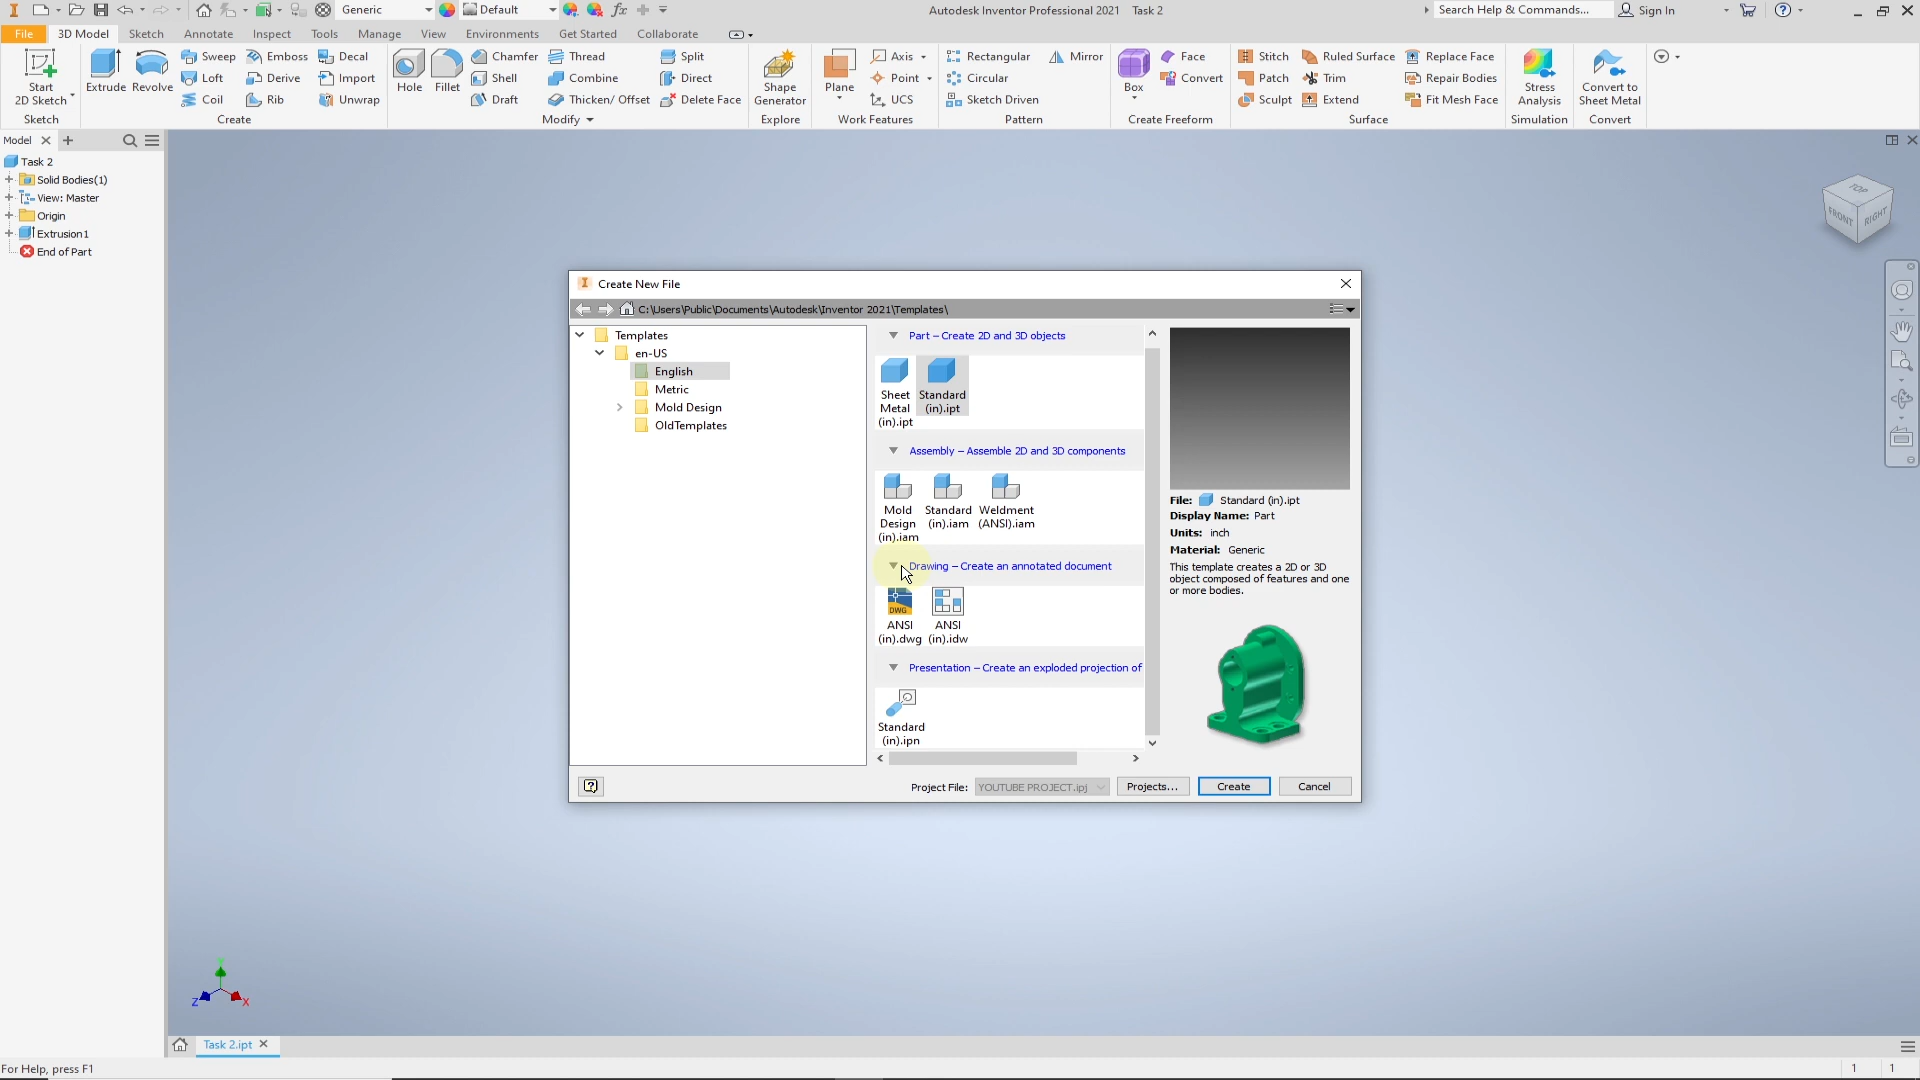 Generic
Default
Autodesk Inventor Professional 2021 Task 2
Search Help & Commands...
Sign In
File
3D Model
Sketch
Annotate
Inspect
Tools
Manage
View
Environments
Get Started
Collaborate
Start
2D Sketch
Sketch
Extrude
Revolve
Sweep
Loft
Coil
Emboss
Derive
Rib
Decal
Import
Unwrap
Create
Hole
Fillet
Chamfer
Shell
Draft
Thread
Combine
Thicken/ Offset
Split
Direct
Delete Face
Modify
Shape
Generator
Explore
Plane
Axis
Point
UCS
Work Features
Rectangular
Circular
Sketch Driven
Mirror
Pattern
Box
Face
Convert
Create Freeform
Stitch
Patch
Sculpt
Ruled Surface
Trim
Extend
Replace Face
Repair Bodies
Fit Mesh Face
Surface
Stress
Analysis
Simulation
Convert to
Sheet Metal
Convert
Model
Task 2
Solid Bodies(1)
View: Master
Origin
Extrusion1
End of Part
TOP
FRONT
RIGHT
Create New File
C:\Users\Public\Documents\Autodesk\Inventor 2021\Templates\
Templates
en-US
English
Metric
Mold Design
OldTemplates
Part – Create 2D and 3D objects
Sheet
Metal
(in).ipt
Standard
(in).ipt
Assembly – Assemble 2D and 3D components
Mold
Design
(in).iam
Standard
(in).iam
Weldment
(ANSI).iam
Drawing – Create an annotated document
DWG
ANSI
(in).dwg
ANSI
(in).idw
Presentation – Create an exploded projection of
Standard
(in).ipn
File: Standard (in).ipt
Display Name: Part
Units: inch
Material: Generic
This template creates a 2D or 3D
object composed of features and one
or more bodies.
Project File:
YOUTUBE PROJECT.ipj
Projects...
Create
Cancel
Z
X
Task 2.ipt
For Help, press F1
1
1